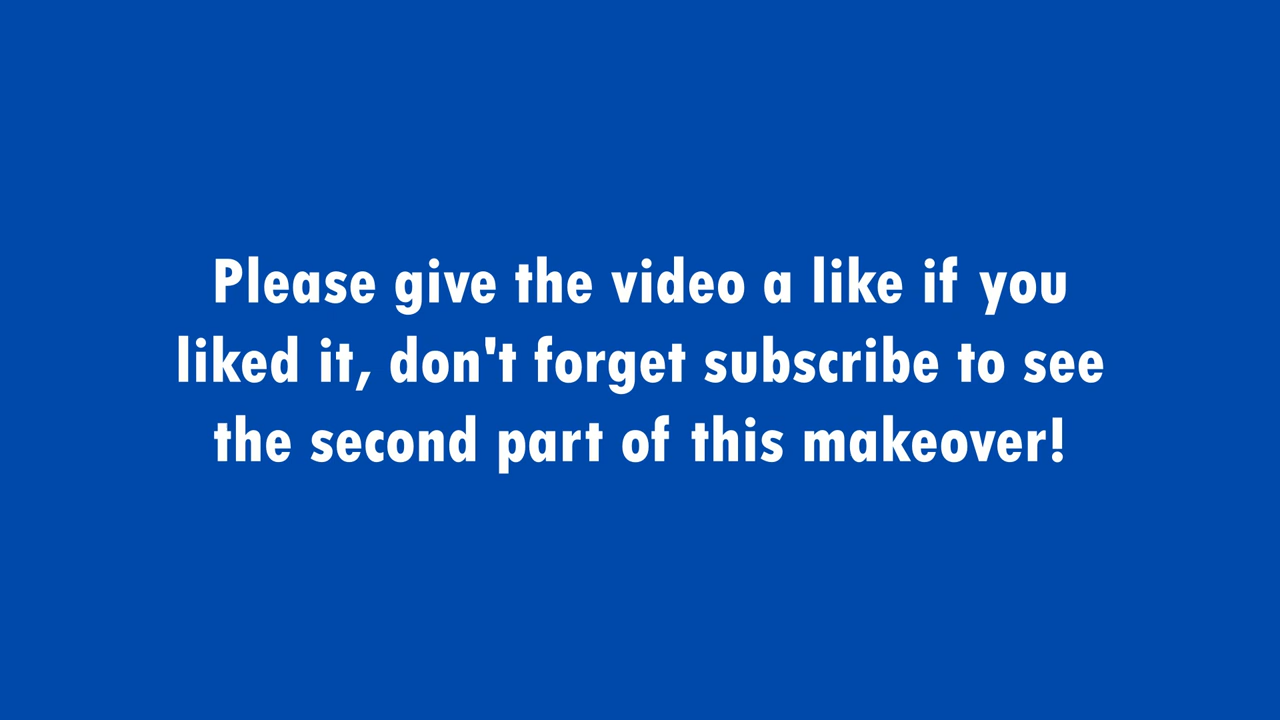 Please give the video a like if you
liked it, don't forget subscribe to see
the second part of this makeover!